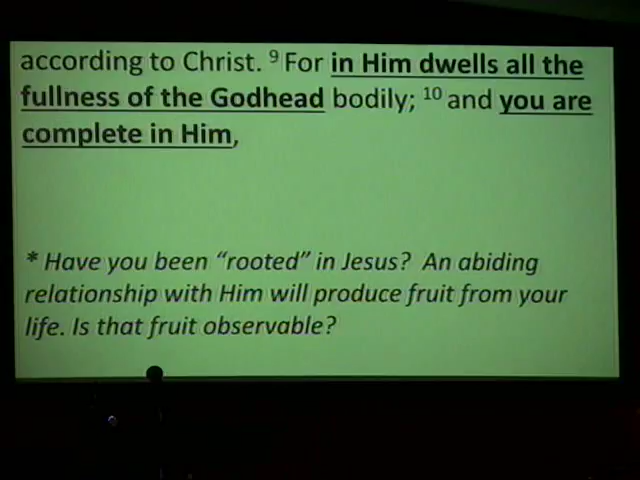 according to Christ. ⁹ For in Him dwells all the
fullness of the Godhead bodily; ¹⁰ and you are
complete in Him,
* Have you been “rooted” in Jesus? An abiding
relationship with Him will produce fruit from your
life. Is that fruit observable?